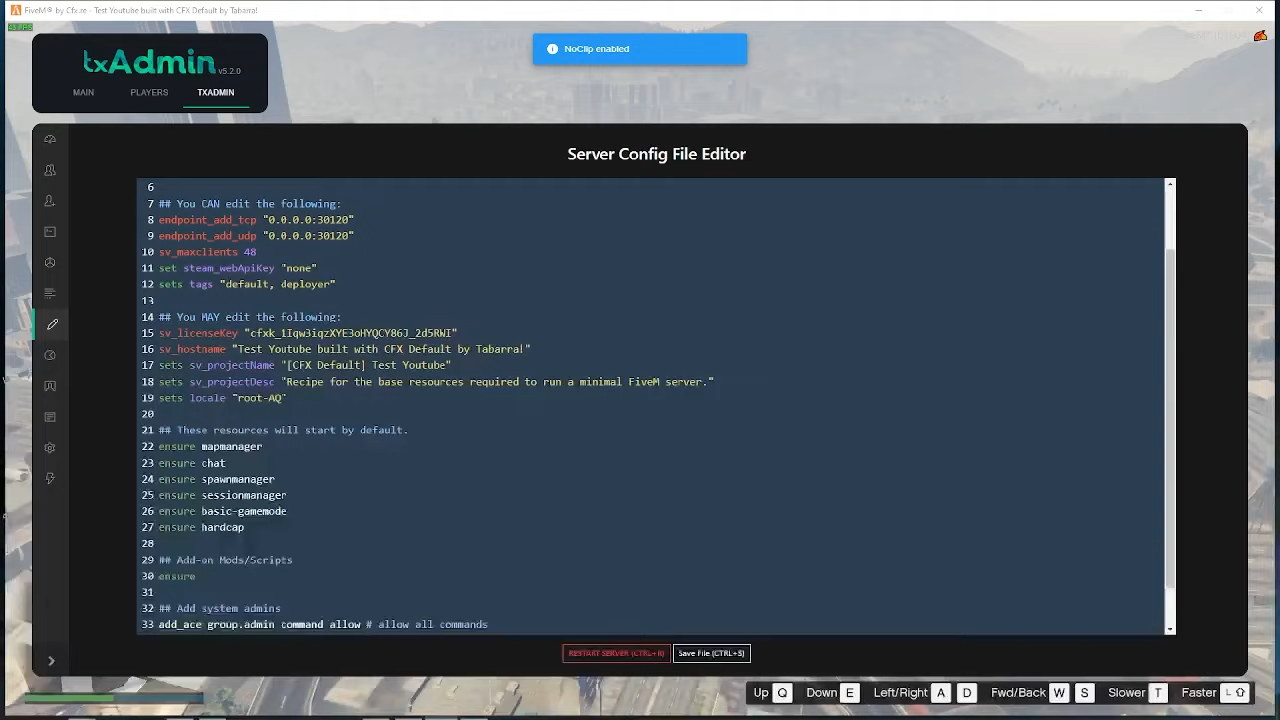 FiveM® by Cfx.re - Test Youtube built with CFX Default by Tabarra!
txAdmin v5.2.0
MAIN PLAYERS TXADMIN
NoClip enabled
Server Config File Editor
6
7 ## You CAN edit the following:
8 endpoint_add_tcp "0.0.0.0:30120"
9 endpoint_add_udp "0.0.0.0:30120"
10 sv_maxclients 48
11 set steam_webApiKey "none"
12 sets tags "default, deployer"
13
14 ## You MAY edit the following:
15 sv_licenseKey "cfxk_1Iqw3iqzXYE3oHYQCY86J_2d5RWI"
16 sv_hostname "Test Youtube built with CFX Default by Tabarra!"
17 sets sv_projectName "[CFX Default] Test Youtube"
18 sets sv_projectDesc "Recipe for the base resources required to run a minimal FiveM server."
19 sets locale "root-AQ"
20
21 ## These resources will start by default.
22 ensure mapmanager
23 ensure chat
24 ensure spawnmanager
25 ensure sessionmanager
26 ensure basic-gamemode
27 ensure hardcap
28
29 ## Add-on Mods/Scripts
30 ensure
31
32 ## Add system admins
33 add_ace group.admin command allow # allow all commands
RESTART SERVER (CTRL+R) Save File (CTRL+S)
Up Q Down E Left/Right A D Fwd/Back W S Slower T Faster L⇧